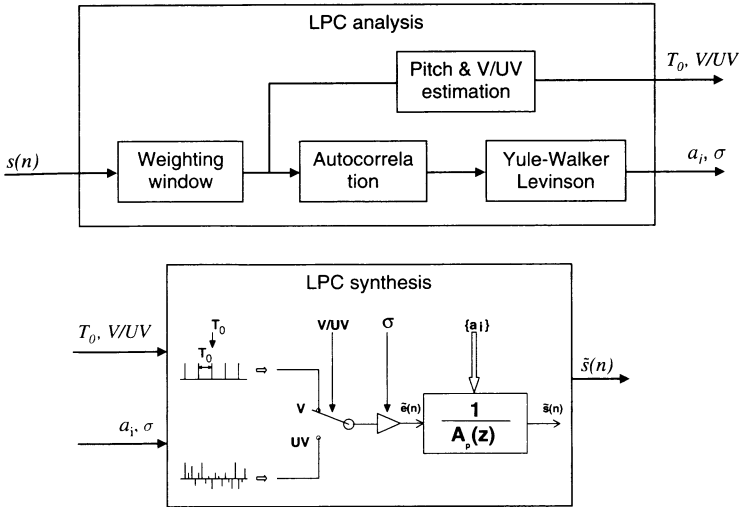 LPC analysis
Pitch & V/UV
estimation
T₀, V/UV
s(n)
Weighting
window
Autocorrela
tion
Yule-Walker
Levinson
aᵢ, σ
LPC synthesis
T₀, V/UV
T₀
T₀
V/UV
σ
{aᵢ}
s̃(n)
V
ẽ(n)
1
Aₚ(z)
s̃(n)
aᵢ, σ
UV